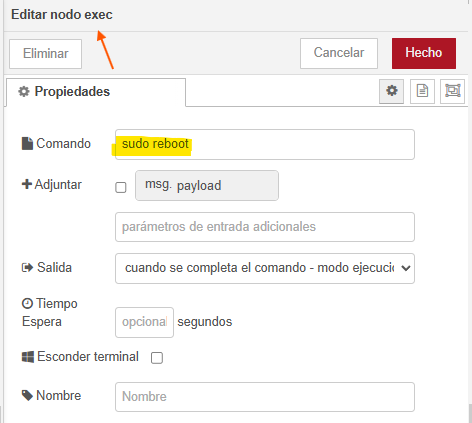 Editar nodo exec
Eliminar
Cancelar
Hecho
Propiedades
Comando
sudo reboot
Adjuntar
msg. payload
parámetros de entrada adicionales
Salida
cuando se completa el comando - modo ejecució
Tiempo
Espera
opcional
segundos
Esconder terminal
Nombre
Nombre